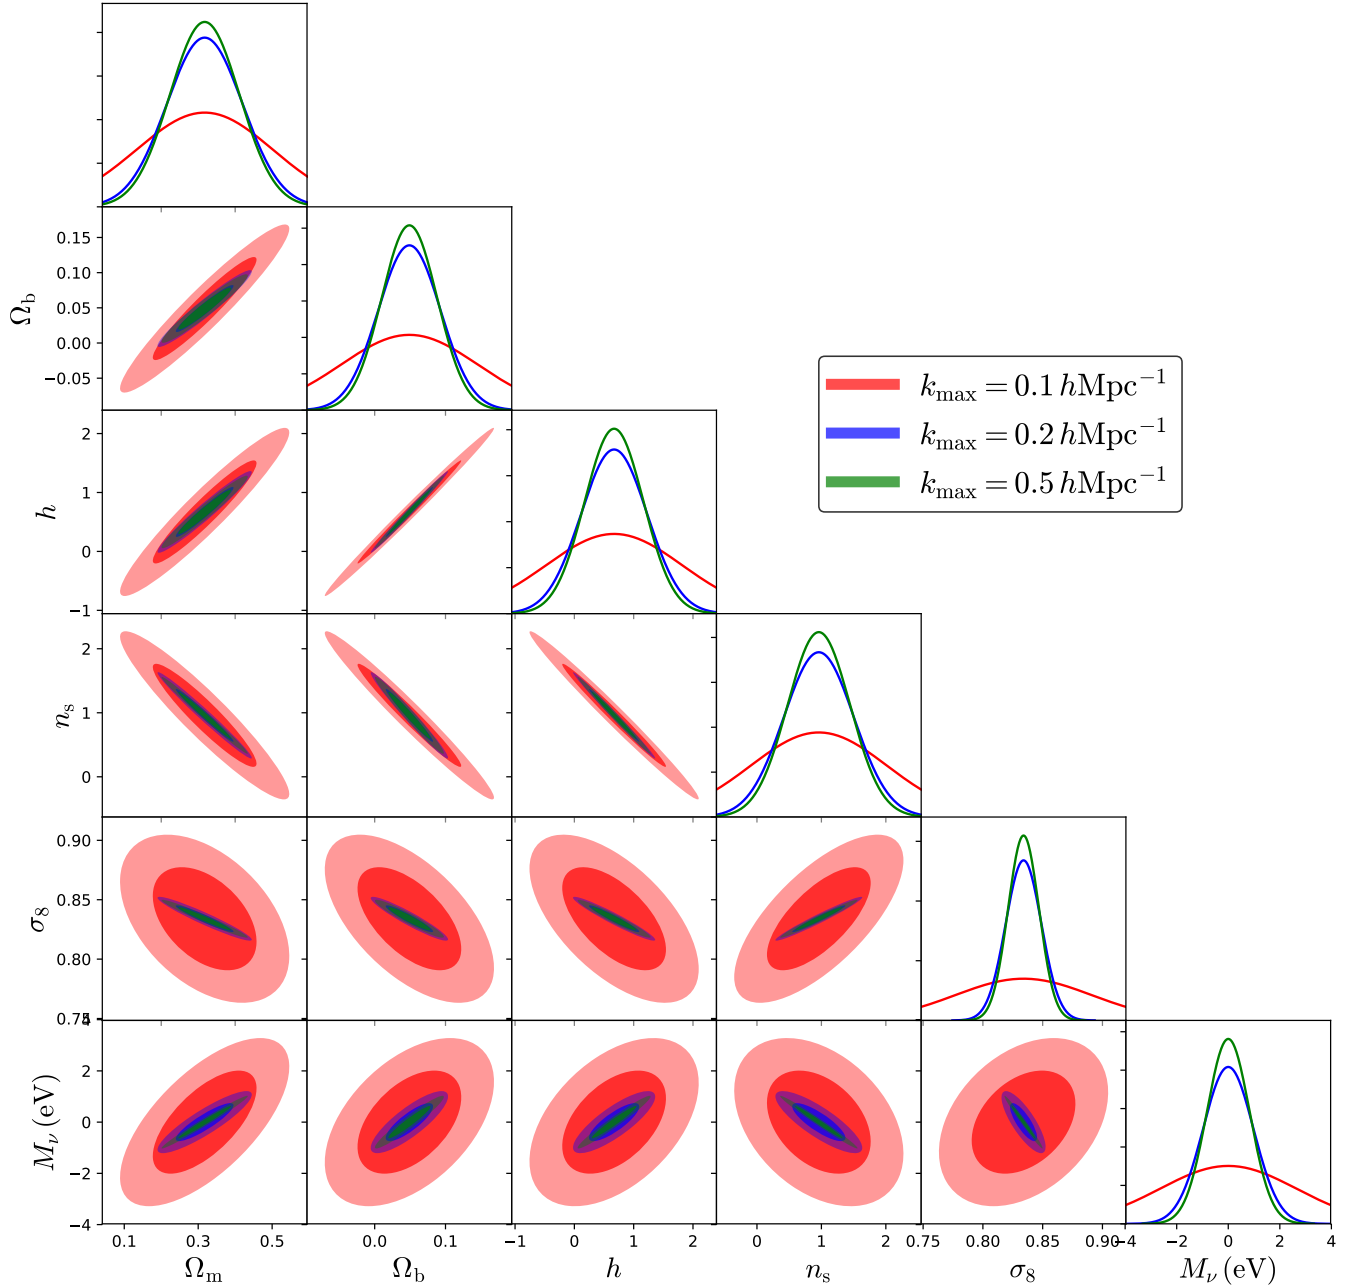 0.15
0.10
0.05
0.00
−0.05
Ω_b
2
1
0
−1
h
2
1
0
n_s
0.90
0.85
0.80
0.75
σ_8
4
2
0
−2
−4
M_ν (eV)
k_max = 0.1 hMpc⁻¹
k_max = 0.2 hMpc⁻¹
k_max = 0.5 hMpc⁻¹
0.1 0.3 0.5 0.0 0.1 −1 0 1 2 0 1 2 0.75 0.80 0.85 0.90 −4 −2 0 2 4
Ω_m Ω_b h n_s σ_8 M_ν (eV)